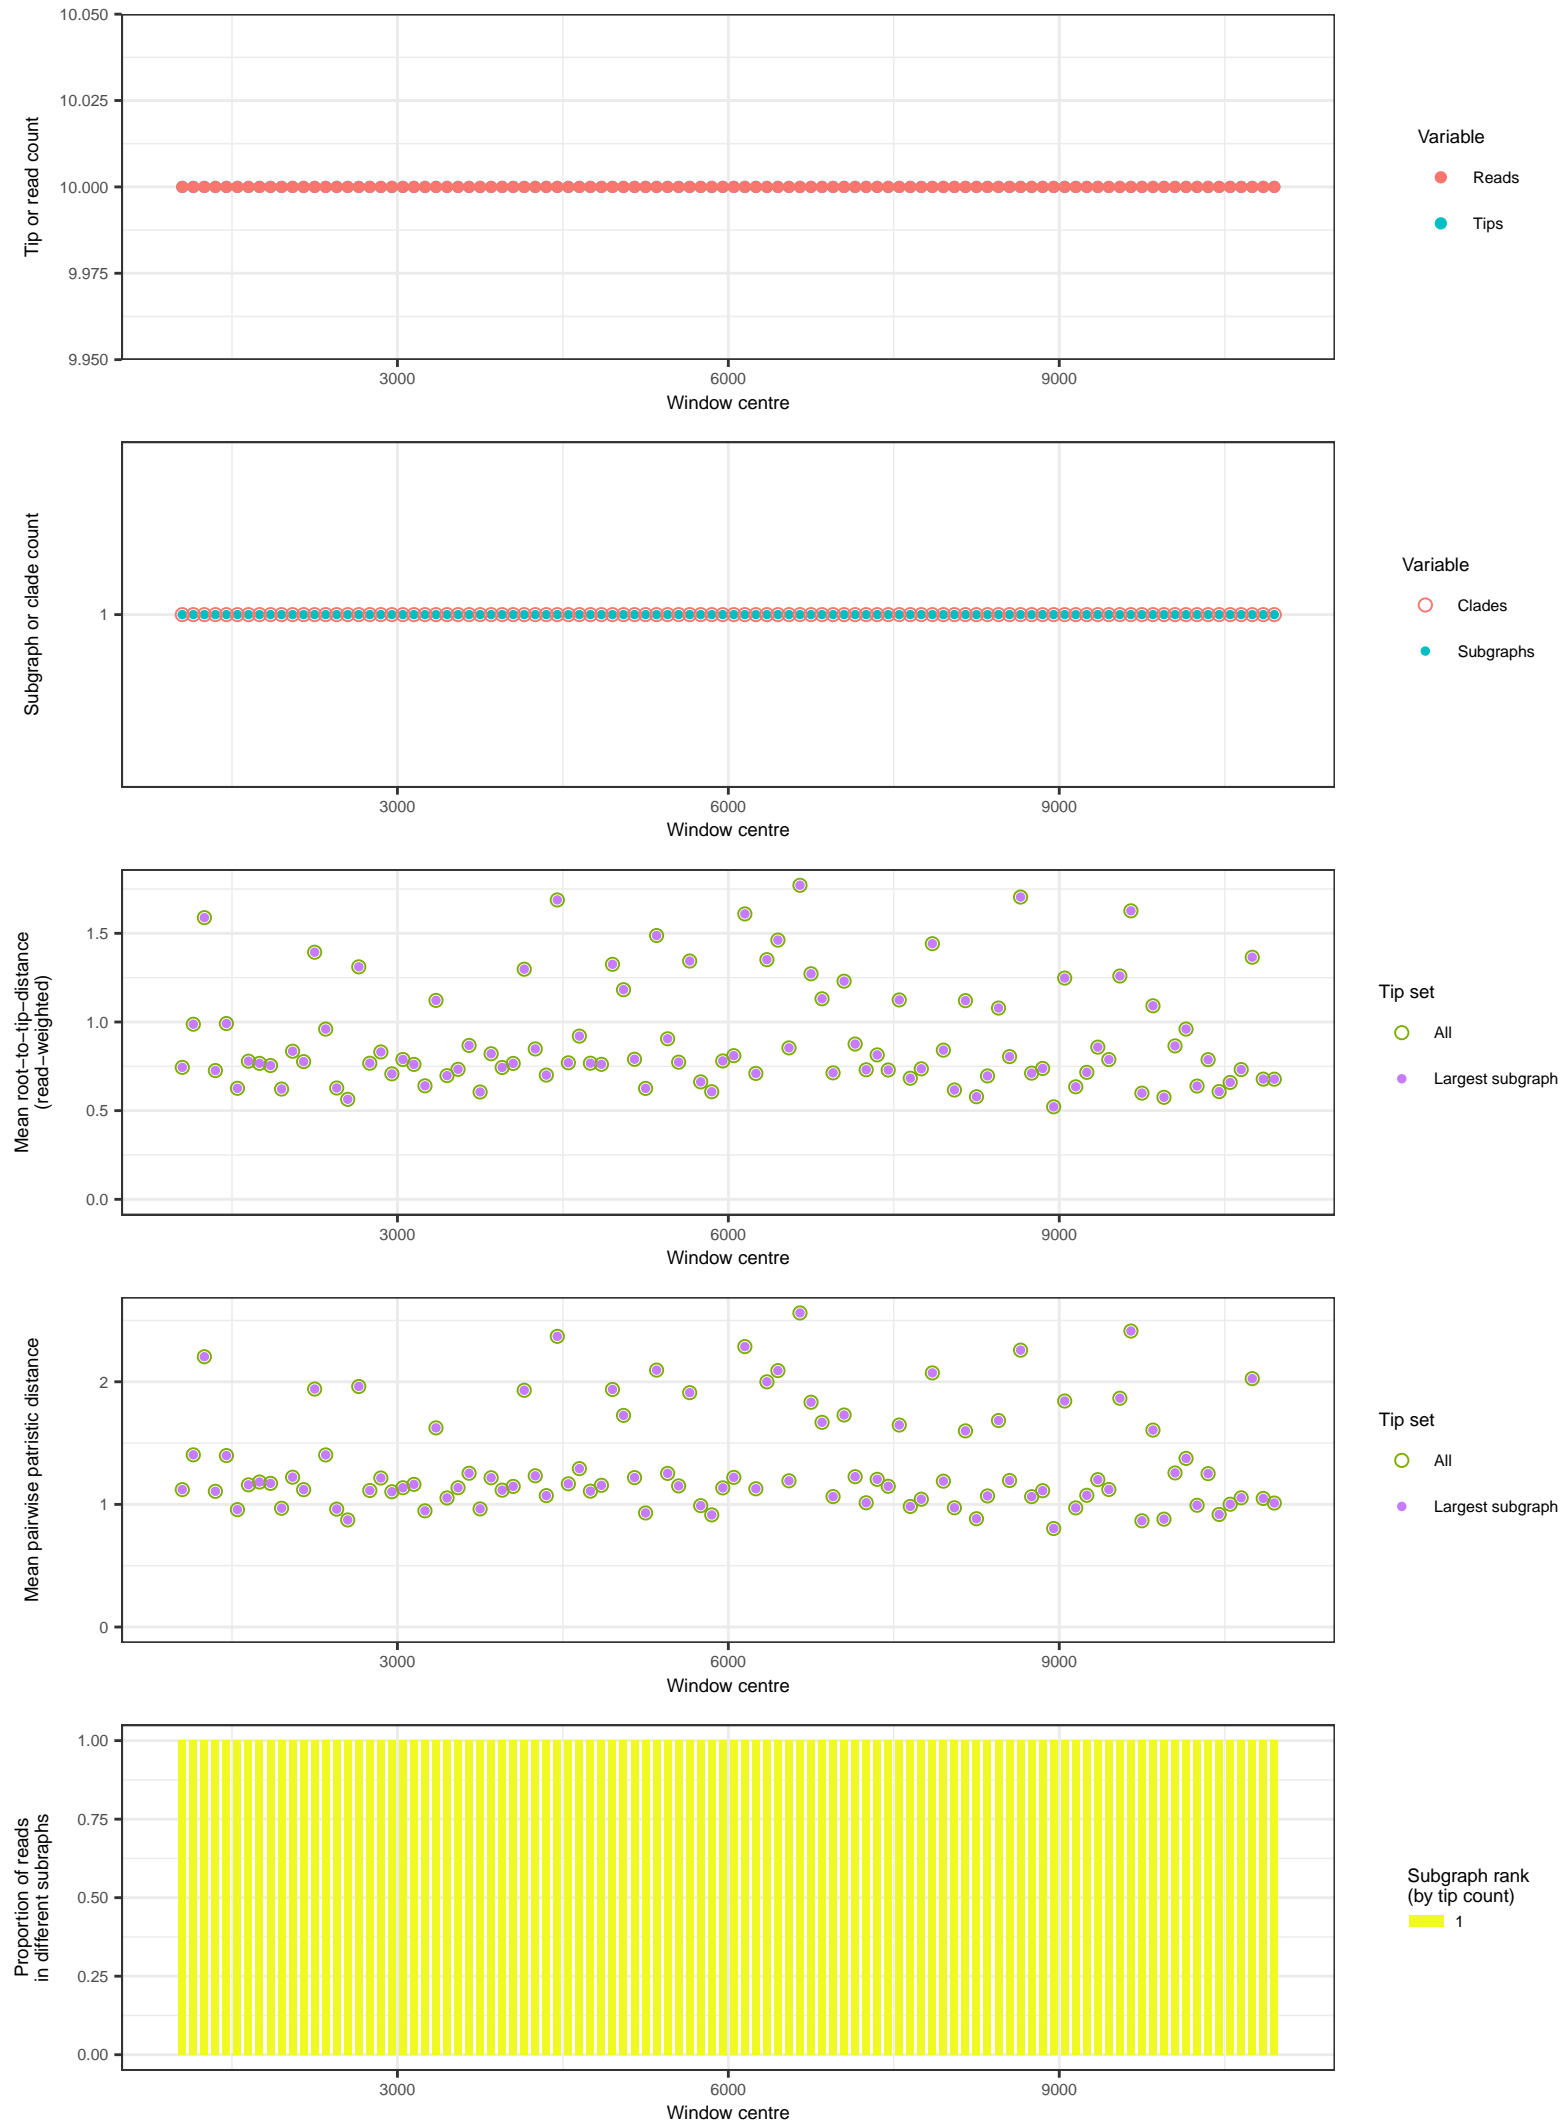 10.050
10.025
10.000
9.975
9.950
Tip or read count
3000
6000
9000
Window centre
Variable
Reads
Tips
1
Subgraph or clade count
3000
6000
9000
Window centre
Variable
Clades
Subgraphs
1.5
1.0
0.5
0.0
Mean root−to−tip−distance
(read−weighted)
3000
6000
9000
Window centre
Tip set
All
Largest subgraph
2
1
0
Mean pairwise patristic distance
3000
6000
9000
Window centre
Tip set
All
Largest subgraph
1.00
0.75
0.50
0.25
0.00
Proportion of reads
in different subraphs
3000
6000
9000
Window centre
Subgraph rank
(by tip count)
1